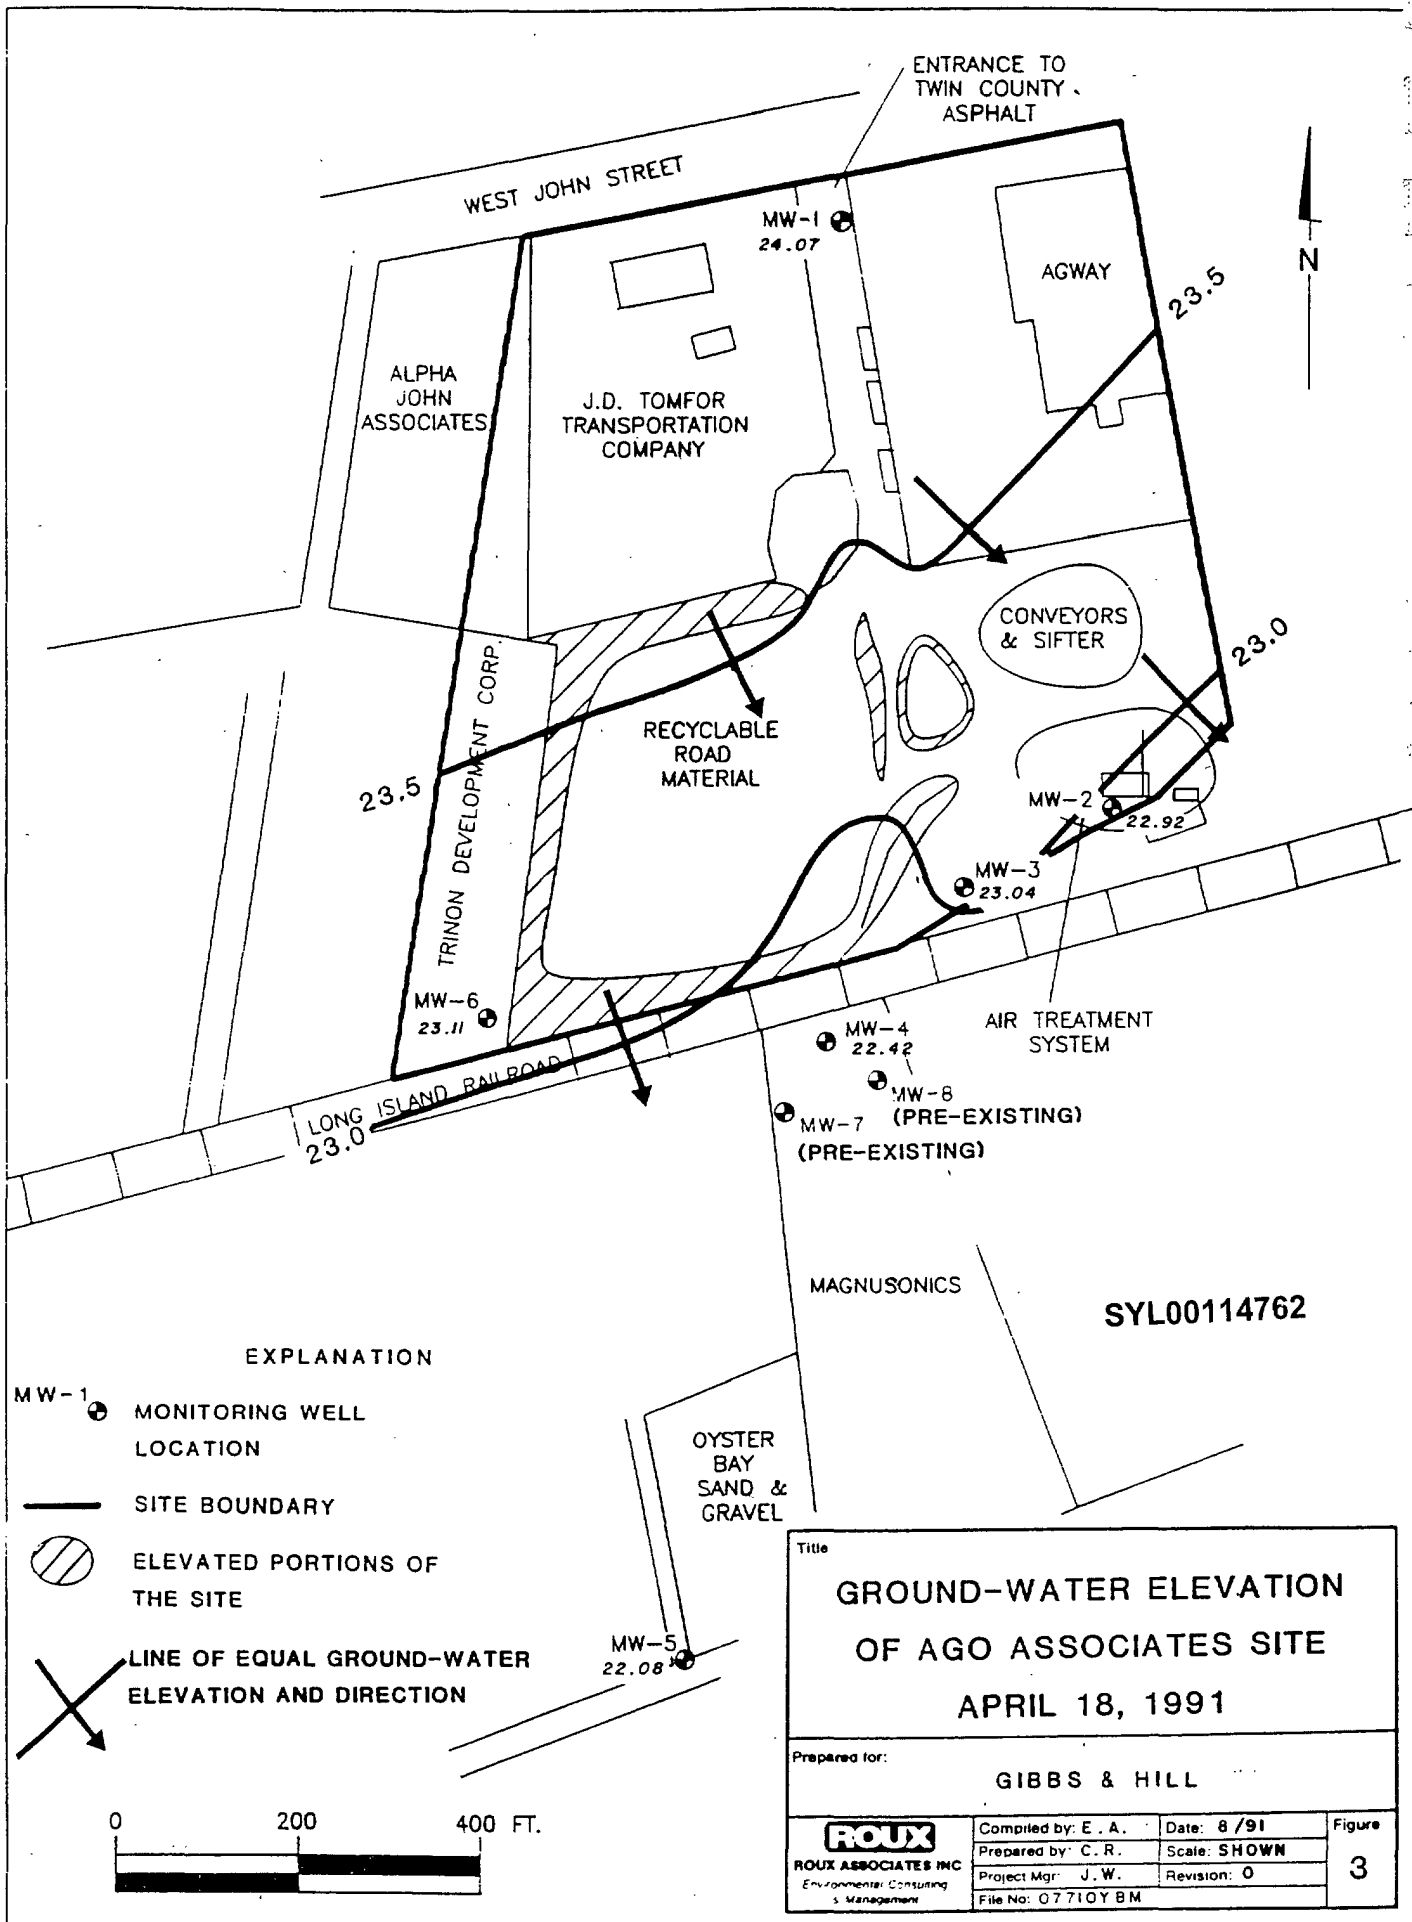 ENTRANCE TO
TWIN COUNTY
ASPHALT
WEST JOHN STREET
MW-1
24.07
AGWAY
N
23.5
ALPHA
JOHN
ASSOCIATES
J.D. TOMFOR
TRANSPORTATION
COMPANY
CONVEYORS
& SIFTER
23.0
TRINON DEVELOPMENT CORP.
RECYCLABLE
ROAD
MATERIAL
23.5
MW-2
22.92
MW-3
23.04
MW-6
23.11
AIR TREATMENT
SYSTEM
MW-4
22.42
MW-8
(PRE-EXISTING)
MW-7
(PRE-EXISTING)
LONG ISLAND RAILROAD
23.0
MAGNUSONICS
SYL00114762
EXPLANATION
MW-1
MONITORING WELL
LOCATION
SITE BOUNDARY
ELEVATED PORTIONS OF
THE SITE
LINE OF EQUAL GROUND-WATER
ELEVATION AND DIRECTION
OYSTER
BAY
SAND &
GRAVEL
MW-5
22.08
0 200 400 FT.
Title
GROUND-WATER ELEVATION
OF AGO ASSOCIATES SITE
APRIL 18, 1991
Prepared for:
GIBBS & HILL
ROUX
ROUX ASSOCIATES INC
Environmental Consulting
& Management
Compiled by: E.A.
Date: 8/91
Prepared by: C.R.
Scale: SHOWN
Project Mgr: J.W.
Revision: 0
File No: 07710YBM
Figure
3